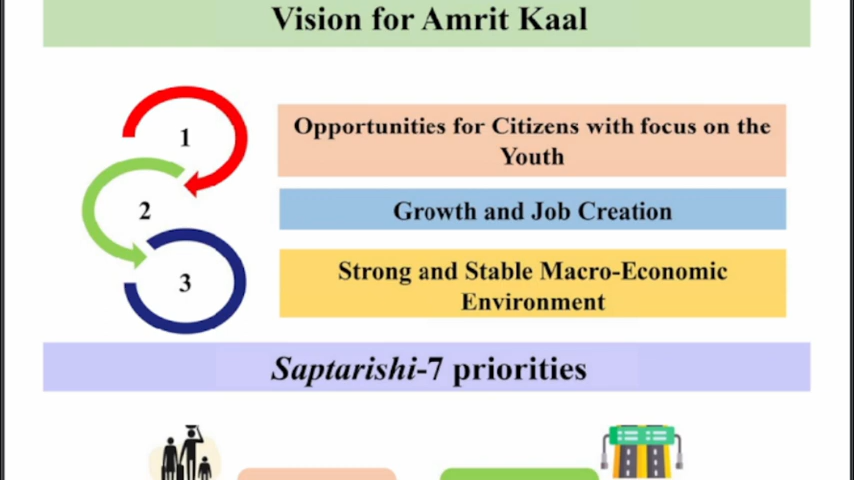 Vision for Amrit Kaal
1
Opportunities for Citizens with focus on the
Youth
2
Growth and Job Creation
3
Strong and Stable Macro-Economic
Environment
Saptarishi-7 priorities